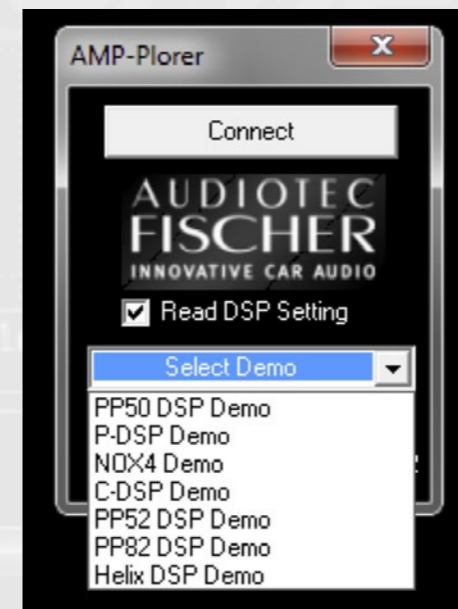 AMP-Plorer
Connect
AUDIOTEC
FISCHER
INNOVATIVE CAR AUDIO
Read DSP Setting
Select Demo
PP50 DSP Demo
P-DSP Demo
NOX4 Demo
C-DSP Demo
PP52 DSP Demo
PP82 DSP Demo
Helix DSP Demo